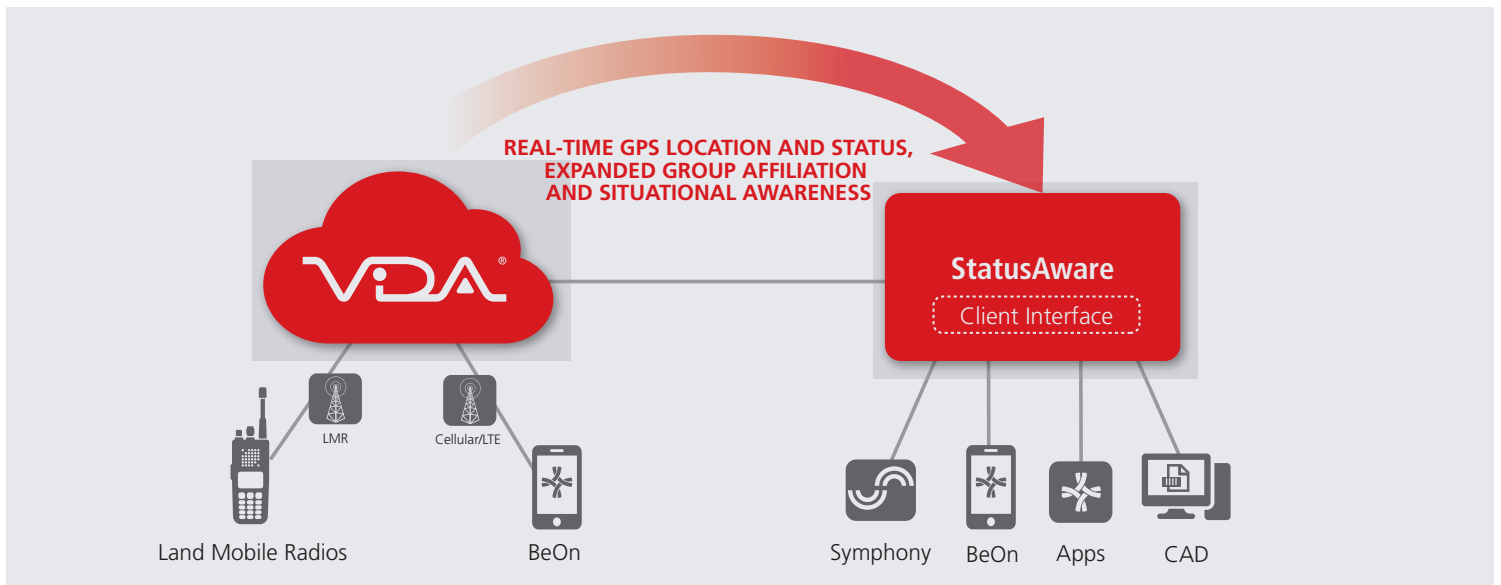 REAL-TIME GPS LOCATION AND STATUS,
EXPANDED GROUP AFFILIATION
AND SITUATIONAL AWARENESS
VIDA®
StatusAware
Client Interface
LMR
Cellular/LTE
Land Mobile Radios
BeOn
Symphony
BeOn
Apps
CAD